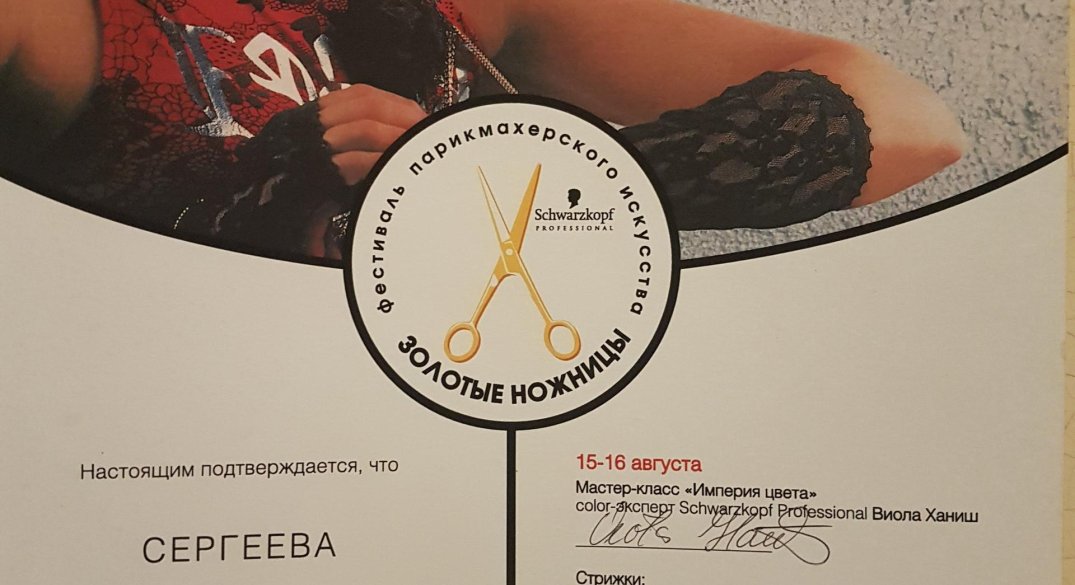 фестиваль парикмахерского искусства
Schwarzkopf
PROFESSIONAL
ЗОЛОТЫЕ НОЖНИЦЫ
Настоящим подтверждается, что
СЕРГЕЕВА
15-16 августа
Мастер-класс «Империя цвета»
color-эксперт Schwarzkopf Professional Виола Ханиш
Стрижки: